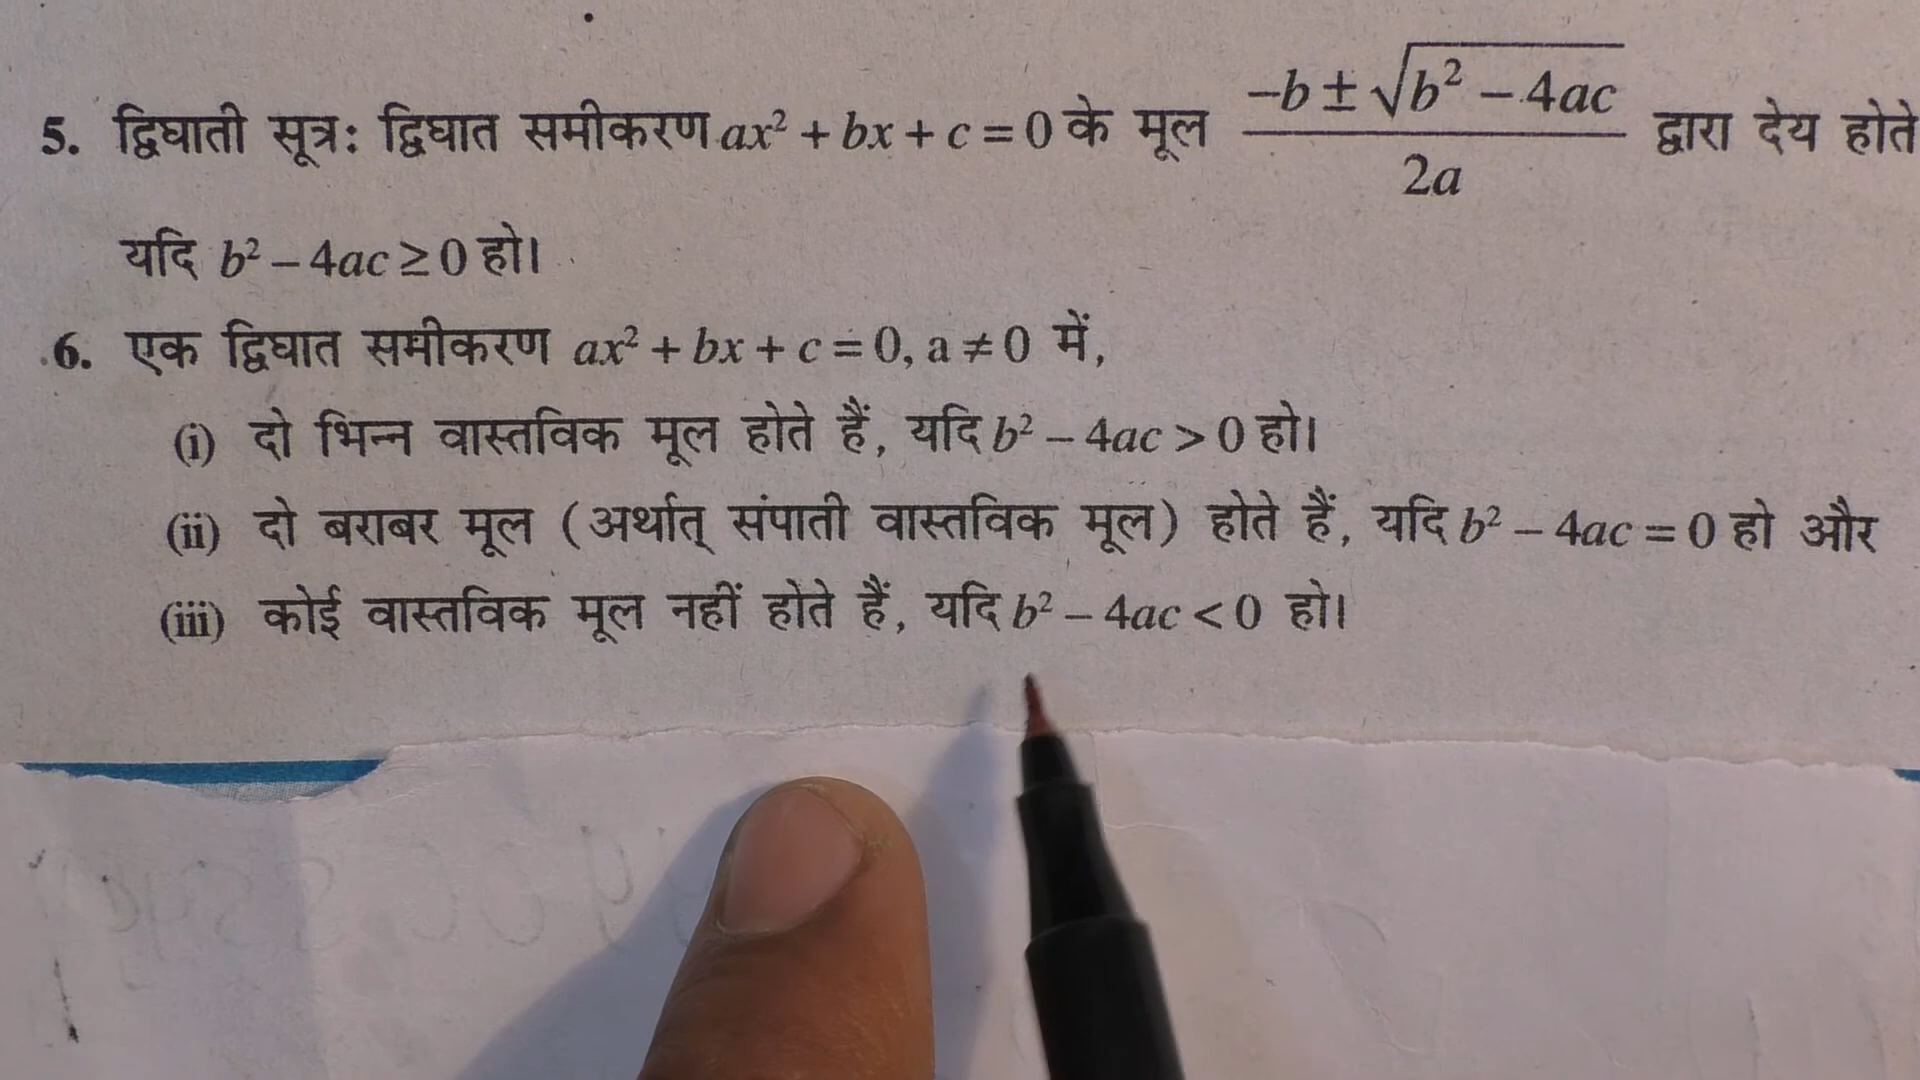 5. द्विघाती सूत्र: द्विघात समीकरण ax² + bx + c = 0 के मूल (-b ± √(b² – 4ac))/2a द्वारा देय होते
यदि b² – 4ac ≥ 0 हो।
6. एक द्विघात समीकरण ax² + bx + c = 0, a ≠ 0 में,
(i) दो भिन्न वास्तविक मूल होते हैं, यदि b² – 4ac > 0 हो।
(ii) दो बराबर मूल (अर्थात् संपाती वास्तविक मूल) होते हैं, यदि b² – 4ac = 0 हो और
(iii) कोई वास्तविक मूल नहीं होते हैं, यदि b² – 4ac < 0 हो।